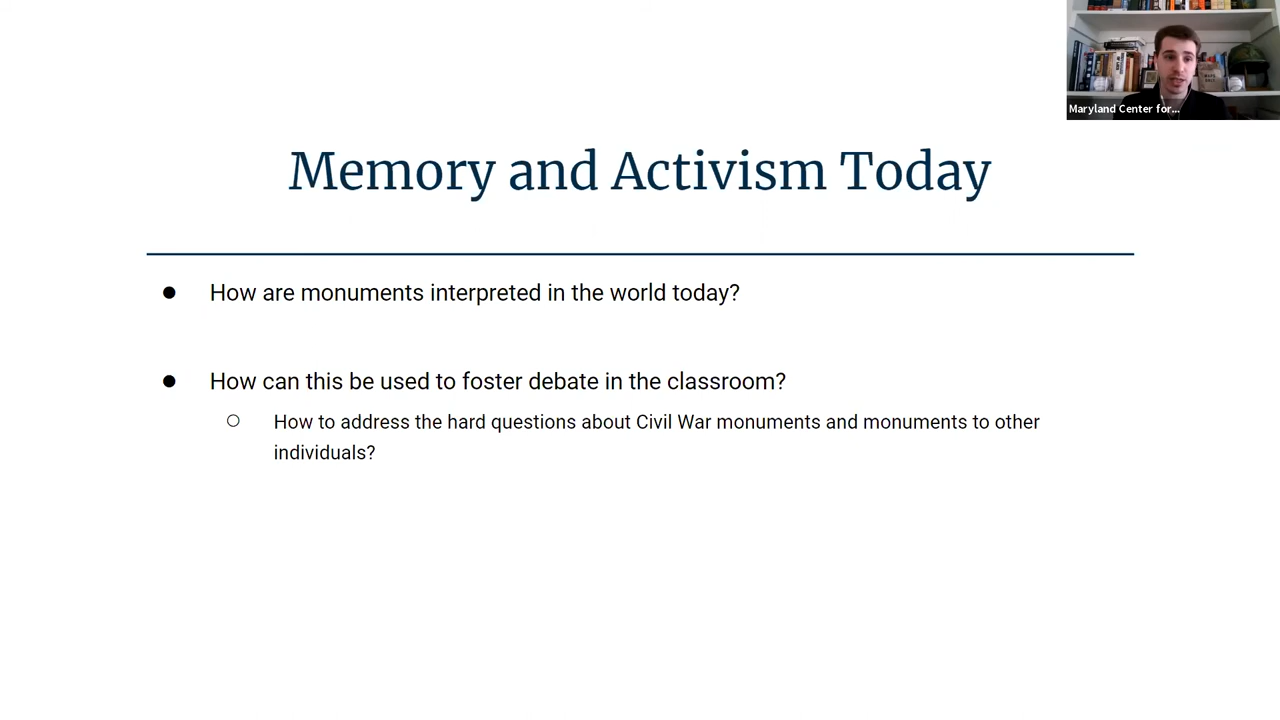 Maryland Center for...
Memory and Activism Today
● How are monuments interpreted in the world today?
● How can this be used to foster debate in the classroom?
○ How to address the hard questions about Civil War monuments and monuments to other
individuals?